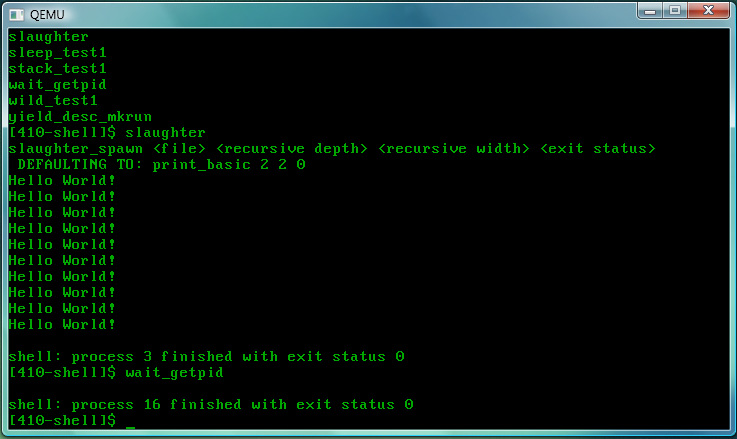 QEMU
slaughter
sleep_test1
stack_test1
wait_getpid
wild_test1
yield_desc_mkrun
[410-shell]$ slaughter
slaughter_spawn <file> <recursive depth> <recursive width> <exit status>
 DEFAULTING TO: print_basic 2 2 0
Hello World!
Hello World!
Hello World!
Hello World!
Hello World!
Hello World!
Hello World!
Hello World!
Hello World!
Hello World!

shell: process 3 finished with exit status 0
[410-shell]$ wait_getpid

shell: process 16 finished with exit status 0
[410-shell]$ _